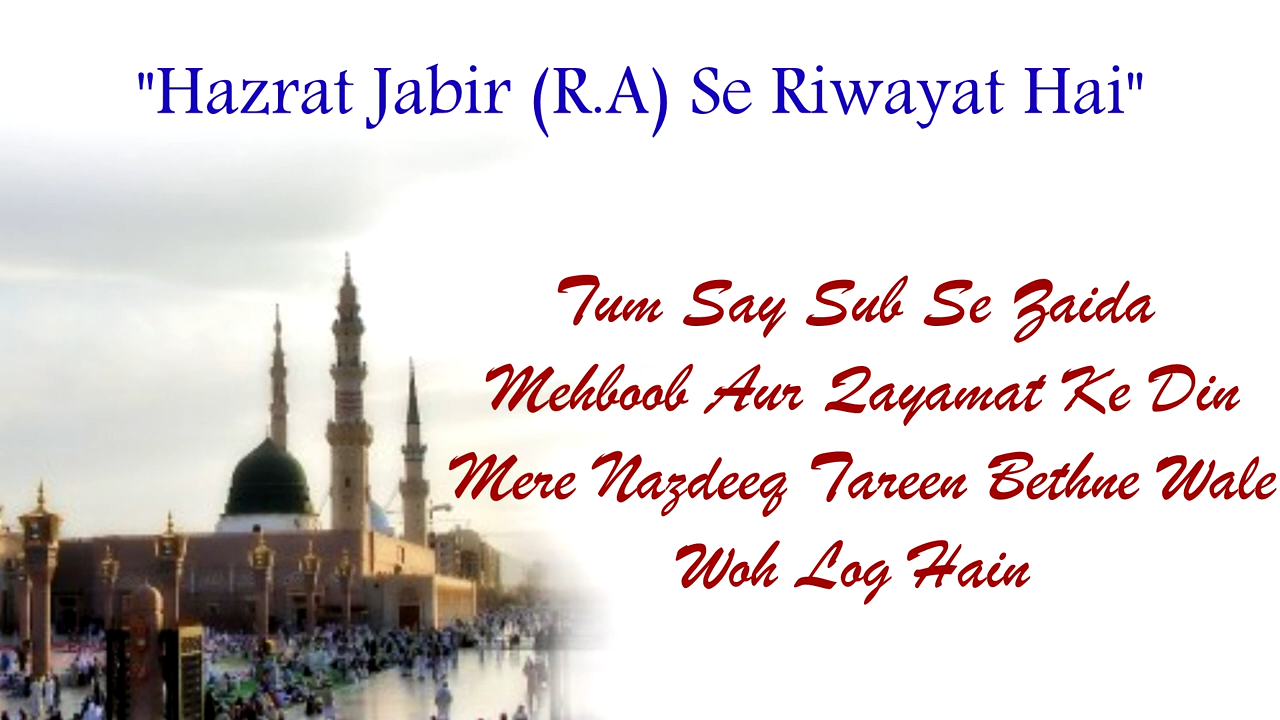 "Hazrat Jabir (R.A) Se Riwayat Hai"
Tum Say Sub Se Zaida
Mehboob Aur Qayamat Ke Din
Mere Nazdeeq Tareen Bethne Wale
Woh Log Hain